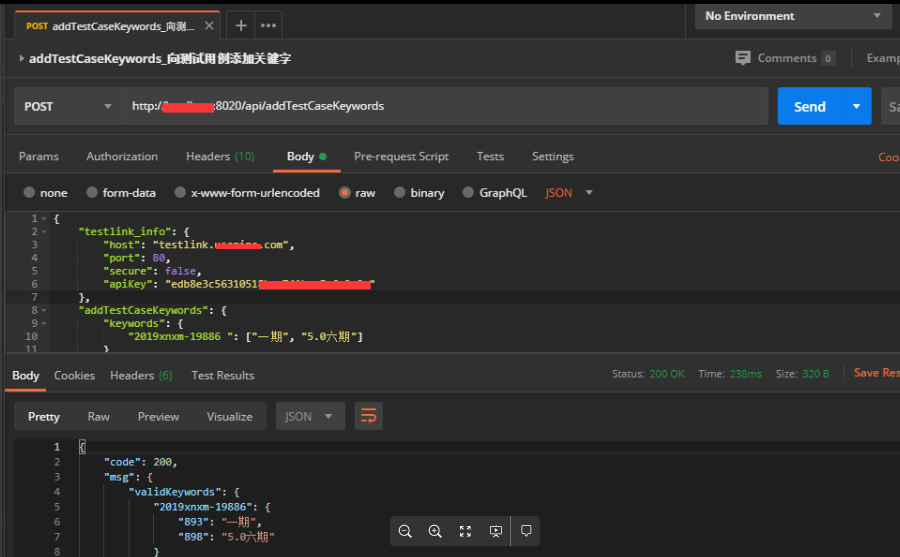 POST addTestCaseKeywords_向测... × + •••
No Environment
addTestCaseKeywords_向测试用例添加关键字
Comments 0 Examp
POST http:// :8020/api/addTestCaseKeywords Send Sa
Params Authorization Headers (10) Body Pre-request Script Tests Settings Coo
none form-data x-www-form-urlencoded raw binary GraphQL JSON
1 {
2 "testlink_info": {
3 "host": "testlink. .com",
4 "port": 80,
5 "secure": false,
6 "apiKey": "edb8e3c5631051 "
7 },
8 "addTestCaseKeywords": {
9 "keywords": {
10 "2019xnxm-19886 ": ["一期", "5.0六期"]
11 }
Body Cookies Headers (6) Test Results Status: 200 OK Time: 238ms Size: 320 B Save Res
Pretty Raw Preview Visualize JSON
1 {
2 "code": 200,
3 "msg": {
4 "validKeywords": {
5 "2019xnxm-19886": {
6 "893": "一期",
7 "898": "5.0六期"
8 }